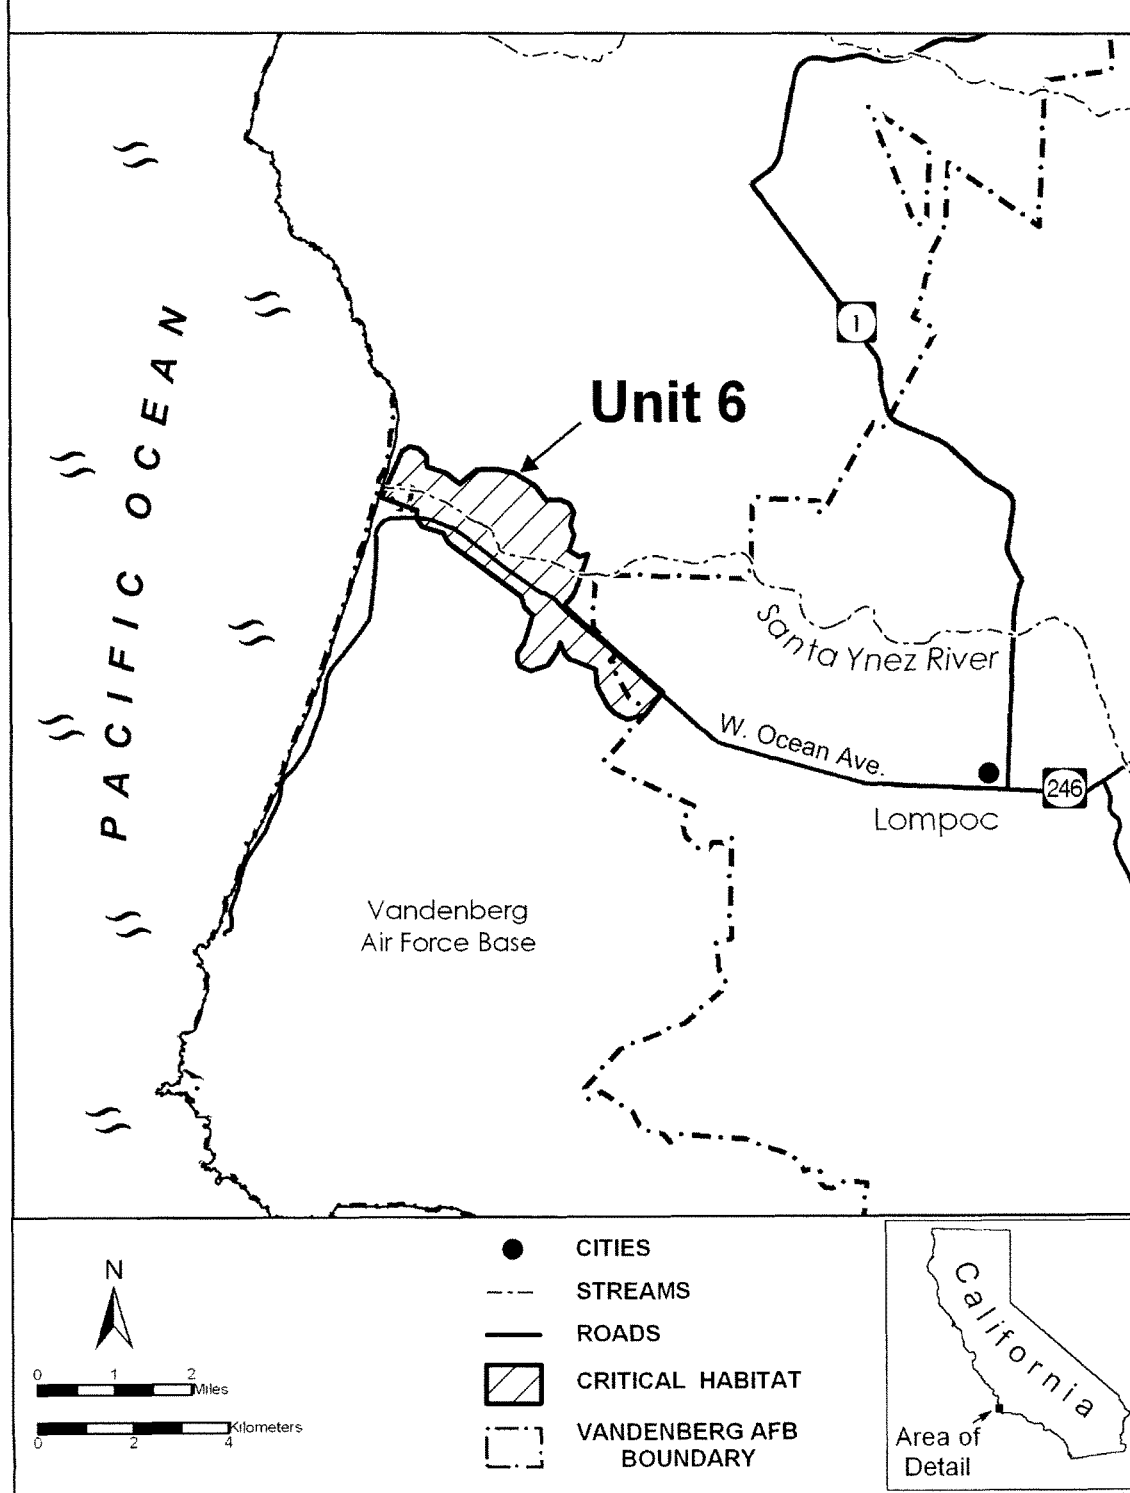 PACIFIC OCEAN
1
Unit 6
Santa Ynez River
W. Ocean Ave.
246
Lompoc
Vandenberg
Air Force Base
N
0 1 2
Miles
Kilometers
0 2 4
CITIES
STREAMS
ROADS
CRITICAL HABITAT
VANDENBERG AFB
BOUNDARY
California
Area of
Detail